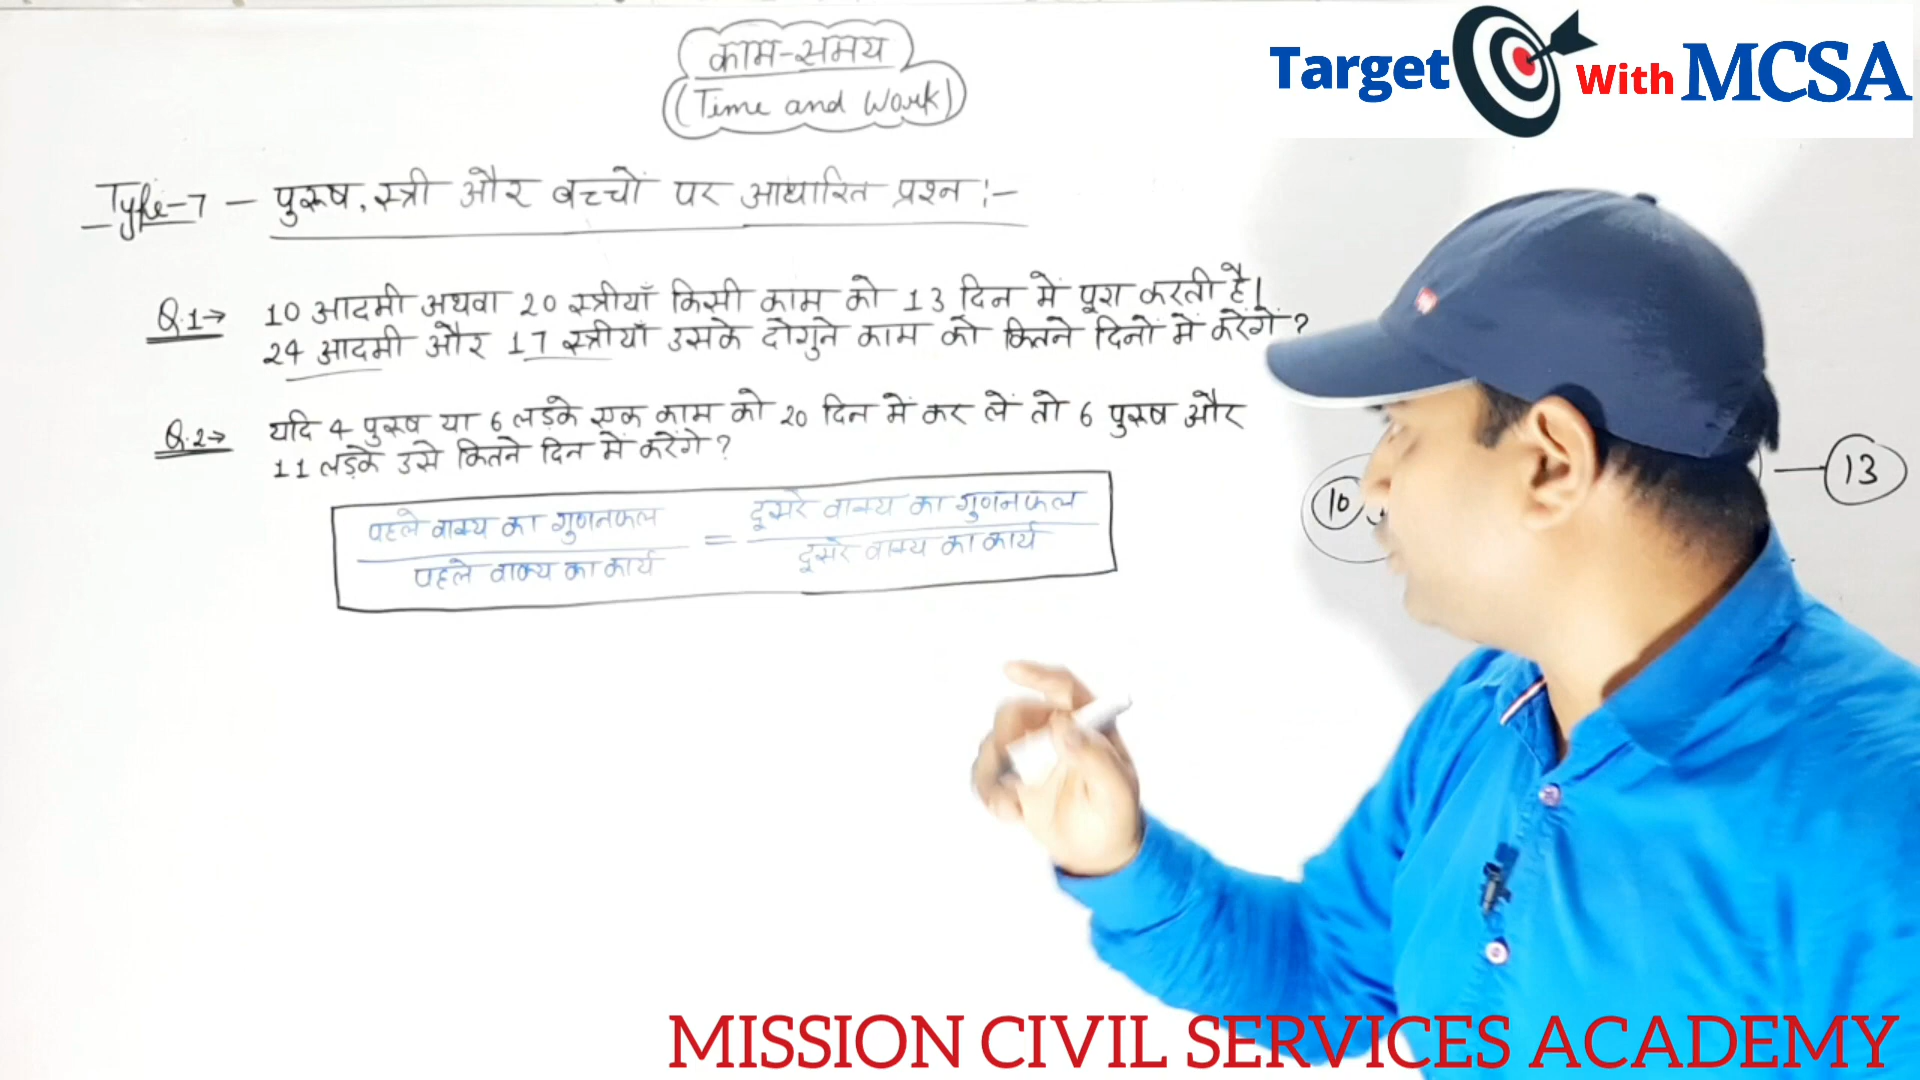 काम-समय
(Time and Work)
Target With MCSA
Type-7 – पुरुष, स्त्री और बच्चों पर आधारित प्रश्न :-
Q.1→ 10 आदमी अथवा 20 स्त्रीयाँ किसी काम को 13 दिन में पूरा करती है।
24 आदमी और 17 स्त्रीयाँ उसके दोगुने काम को कितने दिनों में करेंगे ?
Q.2→ यदि 4 पुरुष या 6 लड़के एक काम को 20 दिन में कर लें तो 6 पुरुष और
11 लड़के उसे कितने दिन में करेंगे ?
पहले वाक्य का गुणनफल = दूसरे वाक्य का गुणनफल
पहले वाक्य का कार्य दूसरे वाक्य का कार्य
10 — 13
MISSION CIVIL SERVICES ACADEMY